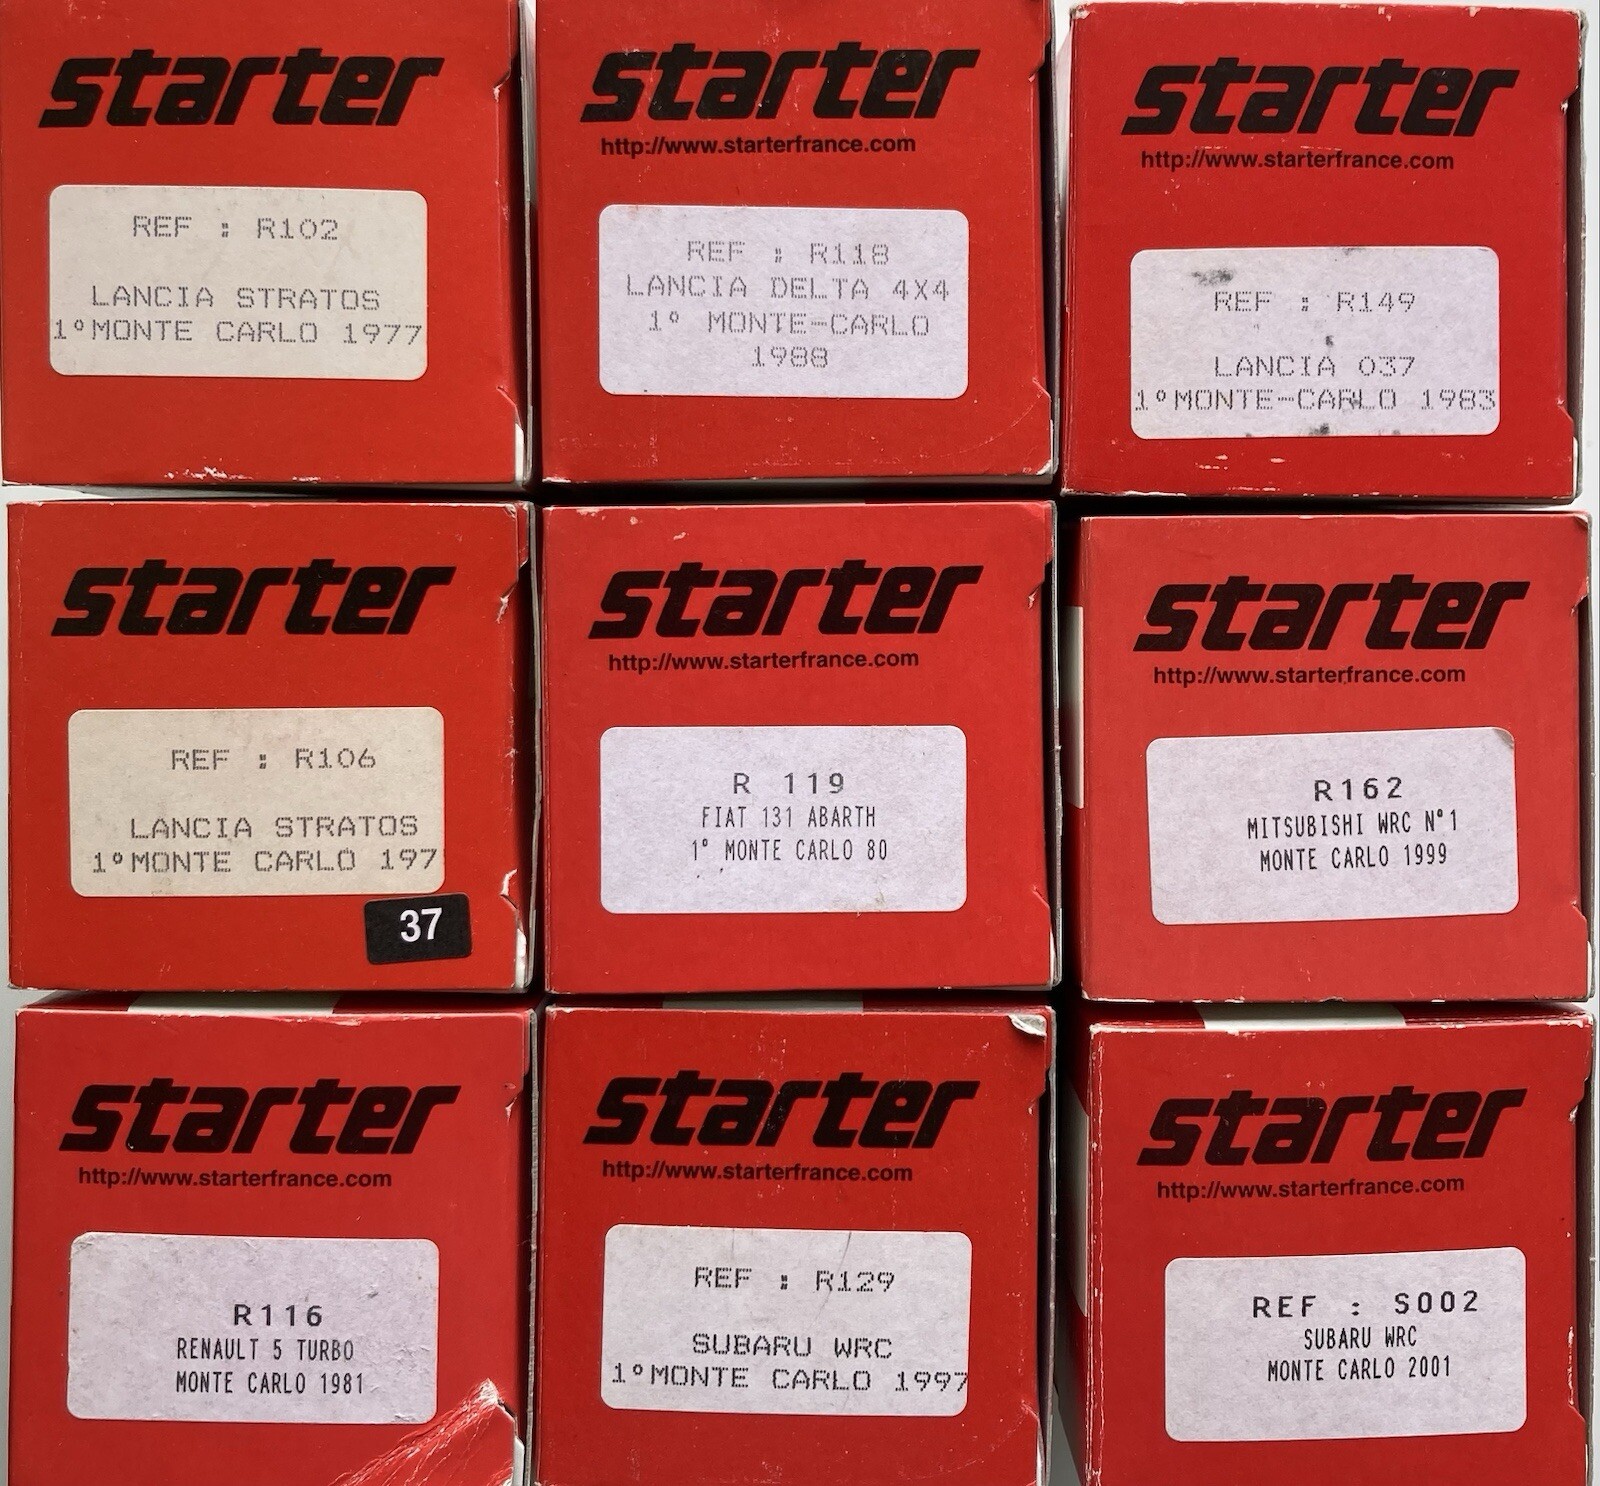 starter
REF : R102
LANCIA STRATOS
1°MONTE CARLO 1977
starter
http://www.starterfrance.com
REF : R118
LANCIA DELTA 4X4
1° MONTE-CARLO
1988
starter
http://www.starterfrance.com
REF : R149
LANCIA 037
1°MONTE-CARLO 1983
starter
REF : R106
LANCIA STRATOS
1°MONTE CARLO 197
37
starter
http://www.starterfrance.com
R 119
FIAT 131 ABARTH
1° MONTE CARLO 80
starter
http://www.starterfrance.com
R162
MITSUBISHI WRC N°1
MONTE CARLO 1999
starter
http://www.starterfrance.com
R116
RENAULT 5 TURBO
MONTE CARLO 1981
starter
http://www.starterfrance.com
REF : R129
SUBARU WRC
1°MONTE CARLO 1997
starter
http://www.starterfrance.com
REF : S002
SUBARU WRC
MONTE CARLO 2001